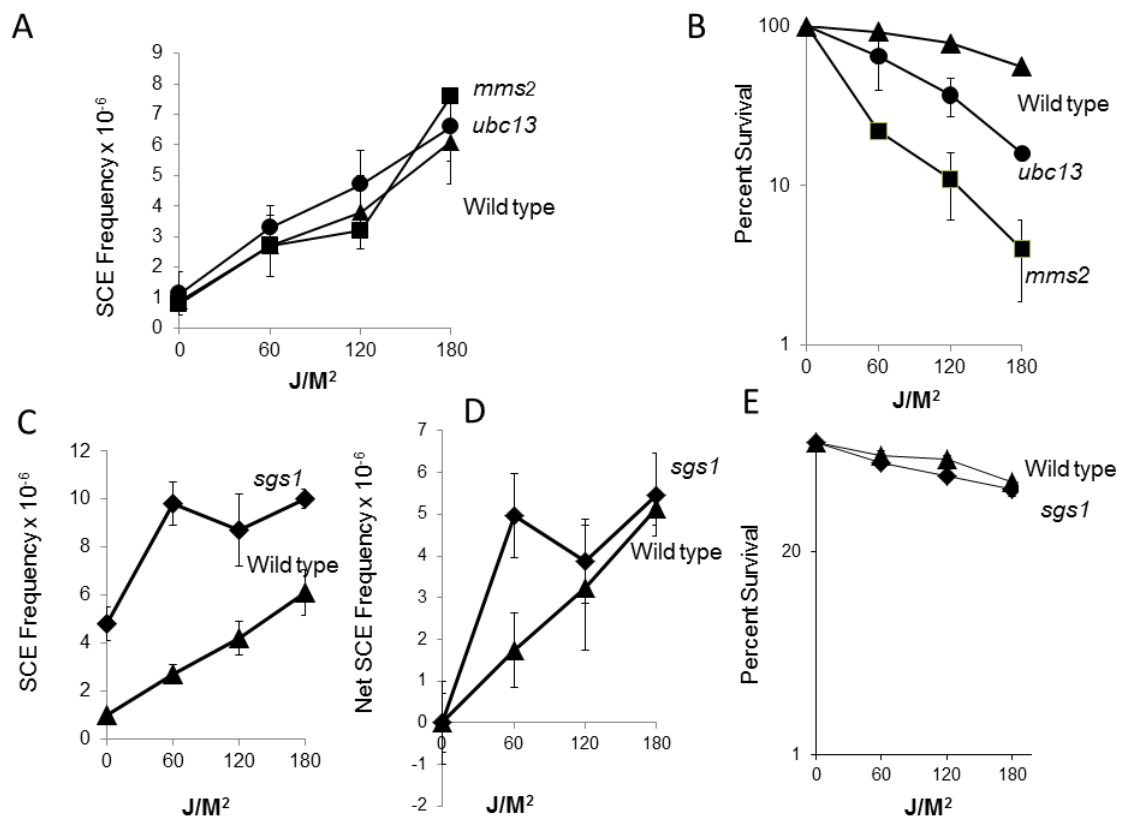 A
SCE Frequency x 10⁻⁶
9
8
7
6
5
4
3
2
1
0
0 60 120 180
J/M²
mms2
ubc13
Wild type
B
Percent Survival
100
10
1
0 60 120 180
J/M²
Wild type
ubc13
mms2
C
SCE Frequency x 10⁻⁶
12
10
8
6
4
2
0
0 60 120 180
J/M²
sgs1
Wild type
D
Net SCE Frequency x 10⁻⁶
7
6
5
4
3
2
1
0
-1
-2
0 60 120 180
J/M²
sgs1
Wild type
E
Percent Survival
20
1
0 60 120 180
J/M²
Wild type
sgs1